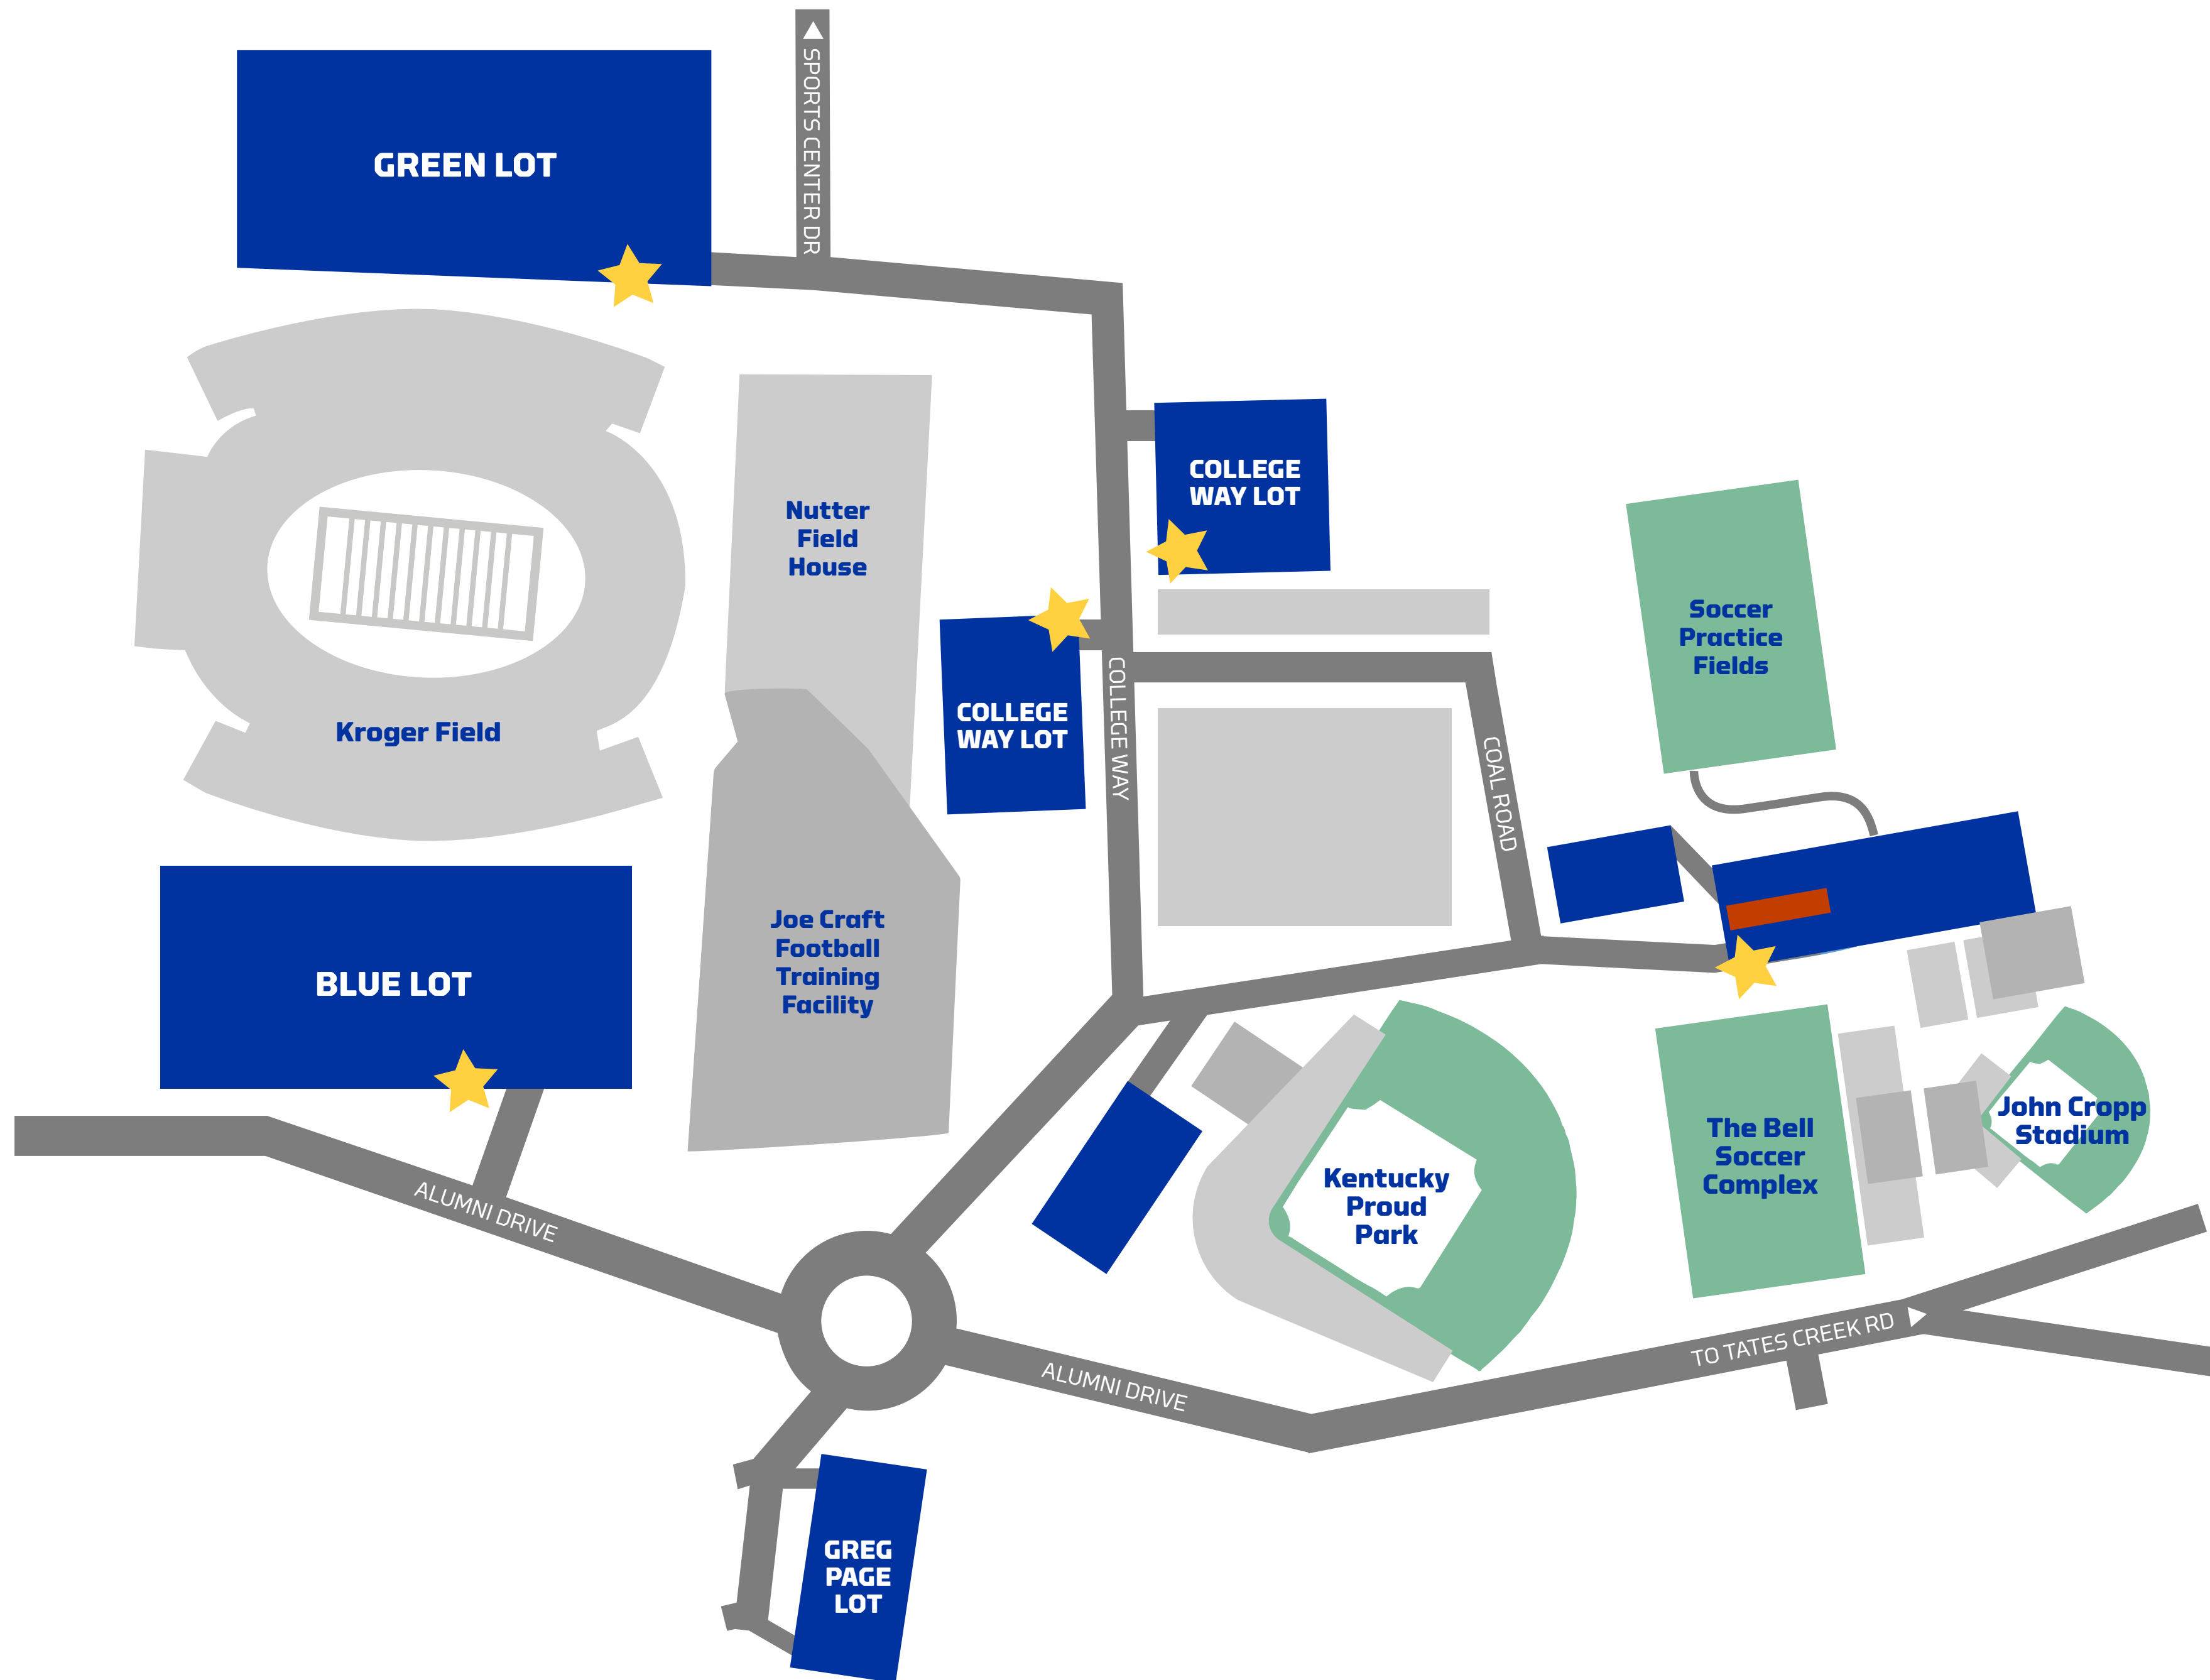 SPORTS CENTER DR
GREEN LOT
COLLEGE
WAY LOT
Nutter
Field
House
Soccer
Practice
Fields
COLLEGE
WAY LOT
COLLEGE WAY
Kroger Field
COAL ROAD
Joe Craft
Football
Training
Facility
BLUE LOT
Kentucky
Proud
Park
The Bell
Soccer
Complex
John Cropp
Stadium
ALUMNI DRIVE
ALUMNI DRIVE
TO TATES CREEK RD
GREG
PAGE
LOT